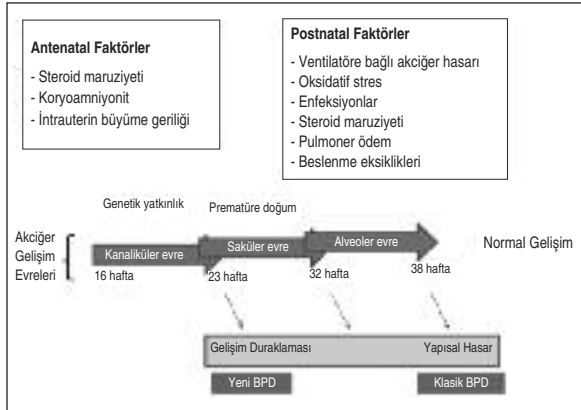 Antenatal Faktörler
- Steroid maruziyeti
- Koryoamniyonit
- İntrauterin büyüme geriliği
Postnatal Faktörler
- Ventilatöre bağlı akciğer hasarı
- Oksidatif stres
- Enfeksiyonlar
- Steroid maruziyeti
- Pulmoner ödem
- Beslenme eksiklikleri
Genetik yatkınlık
Prematüre doğum
Akciğer
Gelişim
Evreleri
Kanaliküler evre
Saküler evre
Alveoler evre
Normal Gelişim
16 hafta
23 hafta
32 hafta
38 hafta
Gelişim Duraklaması
Yapısal Hasar
Yeni BPD
Klasik BPD